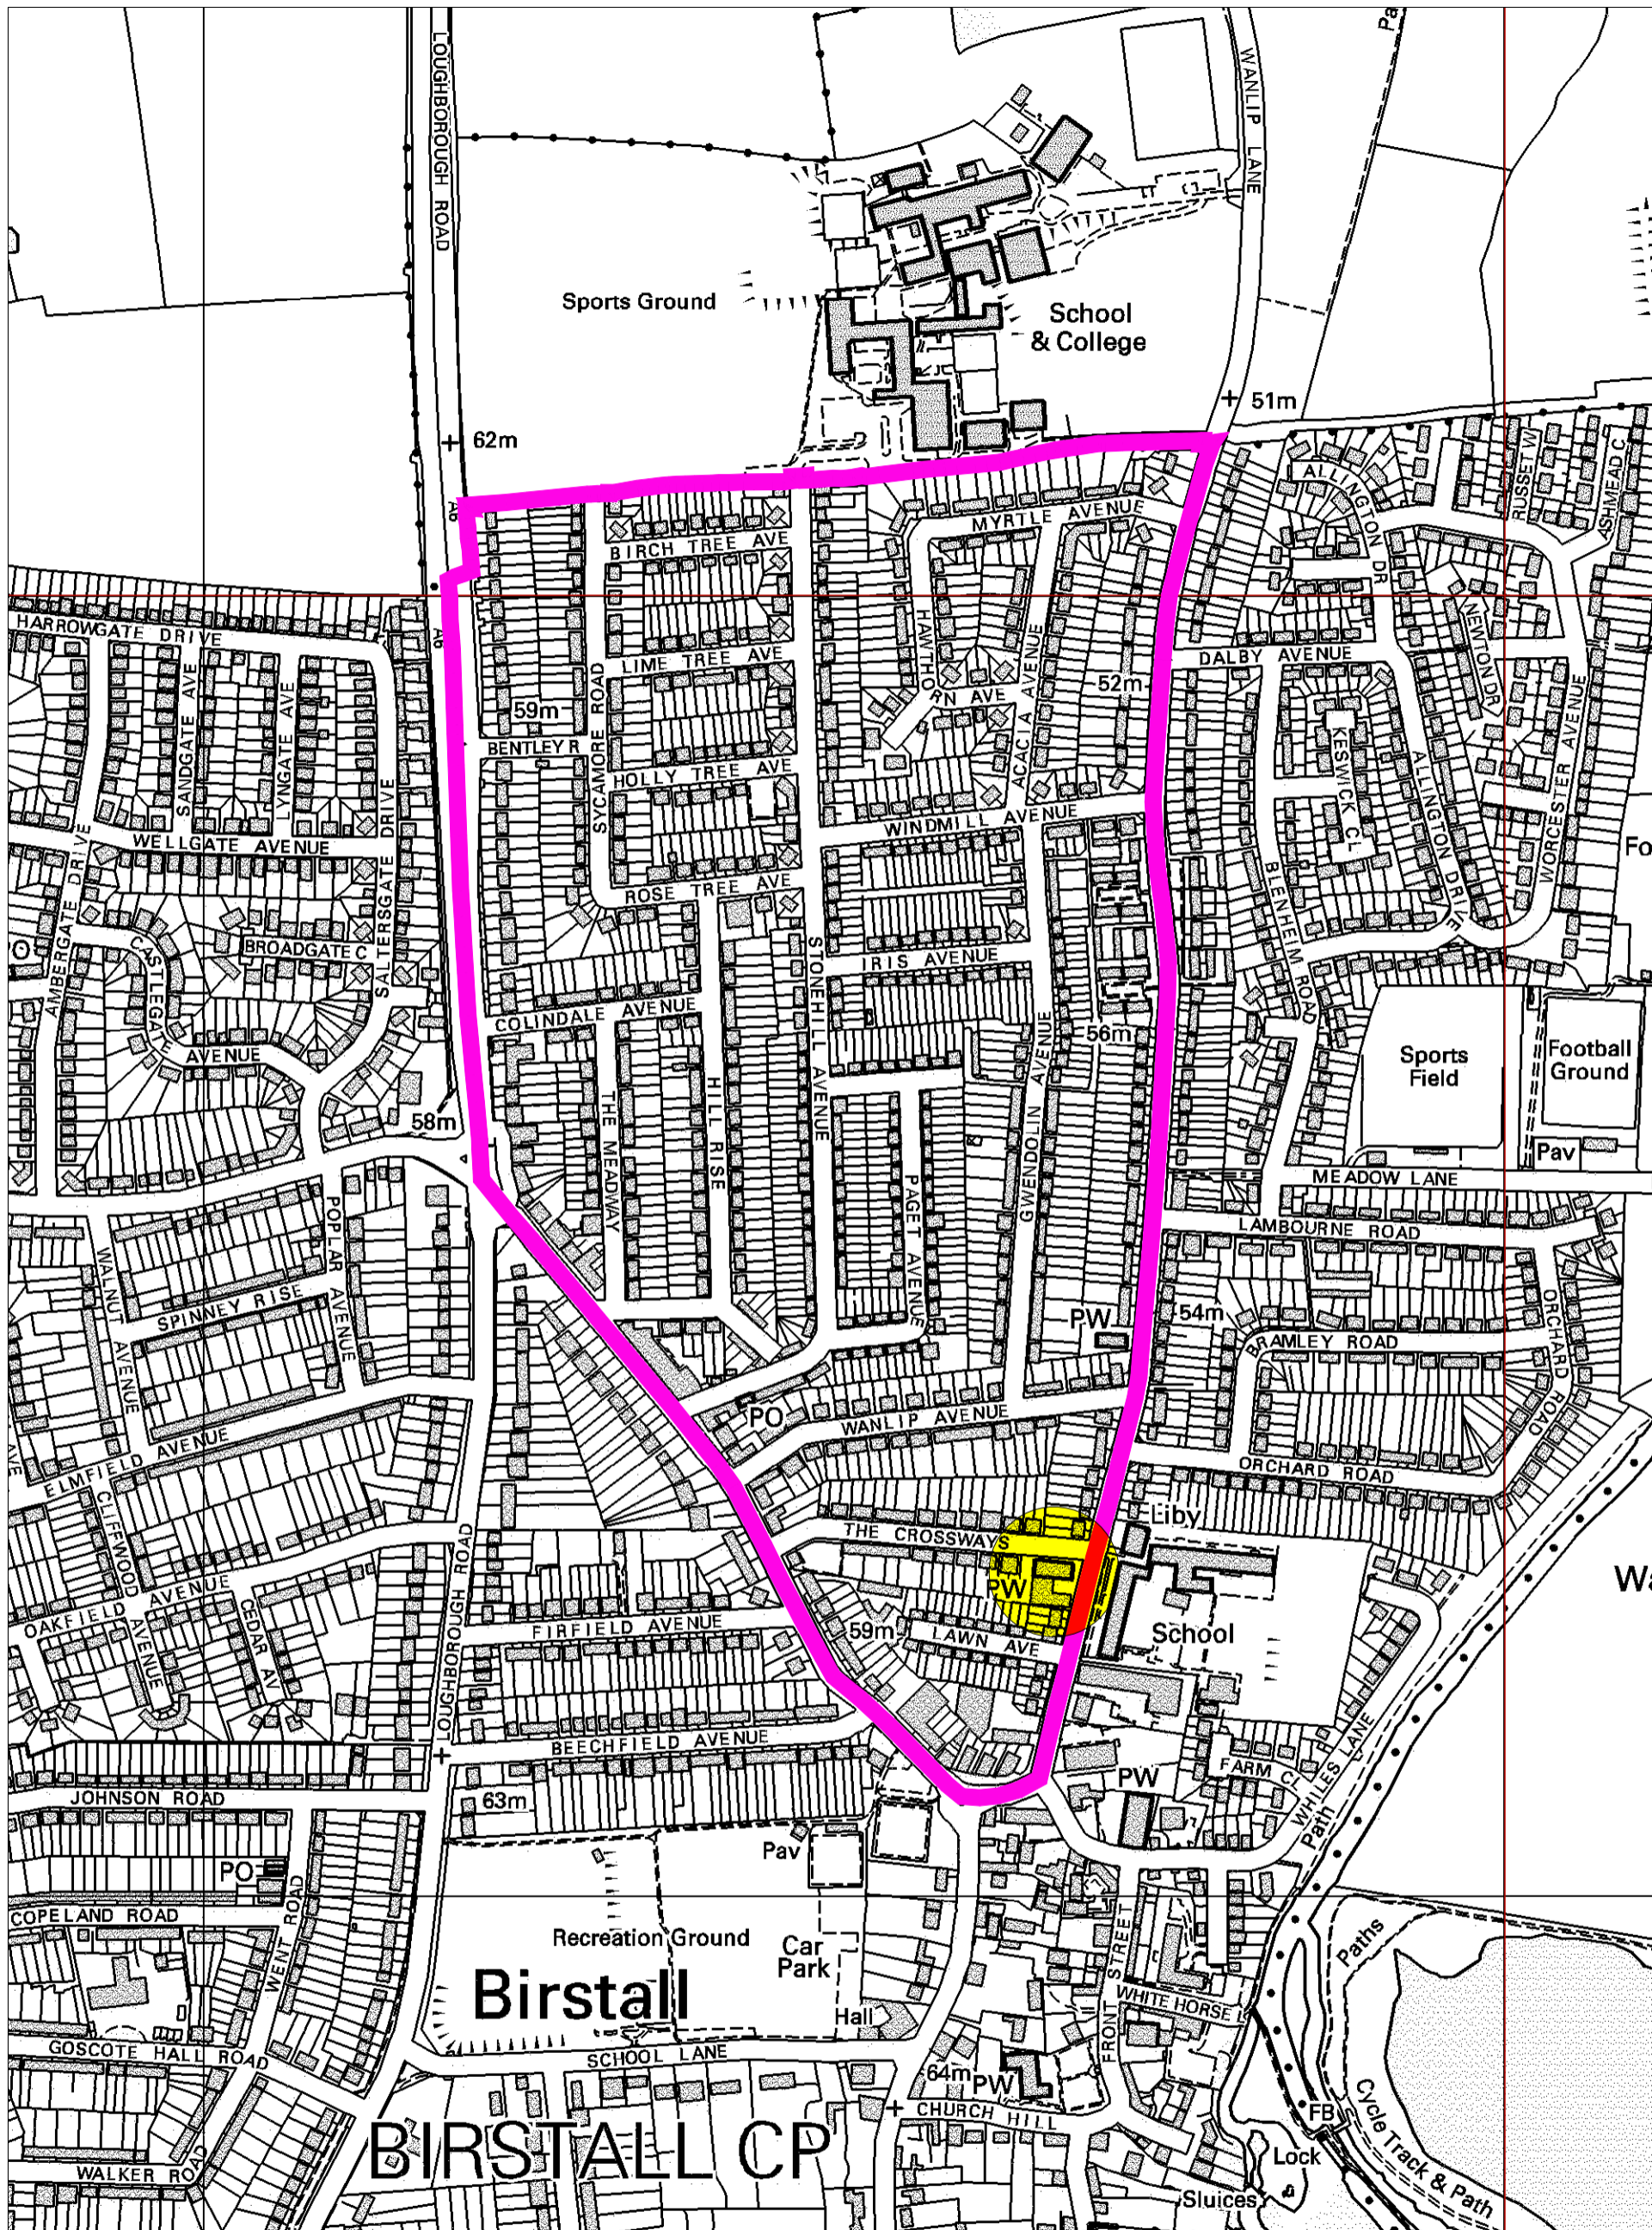 LOUGHBOROUGH ROAD
WANLIP LANE
Pa
Sports Ground
School
& College
51m
62m
A6
ALLINGTON DR
RUSSET W
ASHMEAD C
MYRTLE AVENUE
BIRCH TREE AVE
HARROWGATE DRIVE
A6
HAWTHORN AVE
NEWTON DR
LIME TREE AVE
DALBY AVENUE
SANDGATE AVE
LYNGATE AVE
SYCAMORE ROAD
ACACIA AVENUE
52m
59m
BENTLEY R
HOLLY TREE AVE
KESWICK CL
ALLINGTON DRIVE
WORCESTER AVENUE
WINDMILL AVENUE
WELLGATE AVENUE
SALTERSGATE DRIVE
AMBERGATE DRIVE
Fo
ROSE TREE AVE
BLENHEIM ROAD
BROADGATE C
CASTLEGATE
AVENUE
STONEHILL AVENUE
IRIS AVENUE
COLINDALE AVENUE
GWENDOLIN AVENUE
56m
Sports
Field
Football
Ground
THE MEADWAY
HILL RISE
58m
Pav
MEADOW LANE
PAGET AVENUE
LAMBOURNE ROAD
POPLAR AVENUE
WALNUT AVENUE
SPINNEY RISE
PW
54m
BRAMLEY ROAD
ORCHARD ROAD
PO
WANLIP AVENUE
ELMFIELD AVENUE
ORCHARD ROAD
CLIFFWOOD AVENUE
Liby
THE CROSSWAYS
LOUGHBOROUGH ROAD
PW
Wa
OAKFIELD AVENUE
CEDAR AV
FIRFIELD AVENUE
59m
LAWN AVE
School
BEECHFIELD AVENUE
FARM CL
WHILES LANE
Path
PW
JOHNSON ROAD
63m
Pav
PO
COPELAND ROAD
WENT ROAD
Recreation Ground
Car
Park
Paths
FRONT STREET
Birstall
WHITE HORSE L
Hall
GOSCOTE HALL ROAD
SCHOOL LANE
64m
PW
CHURCH HILL
FB
Cycle Track & Path
BIRSTALL CP
Lock
WALKER ROAD
Sluices